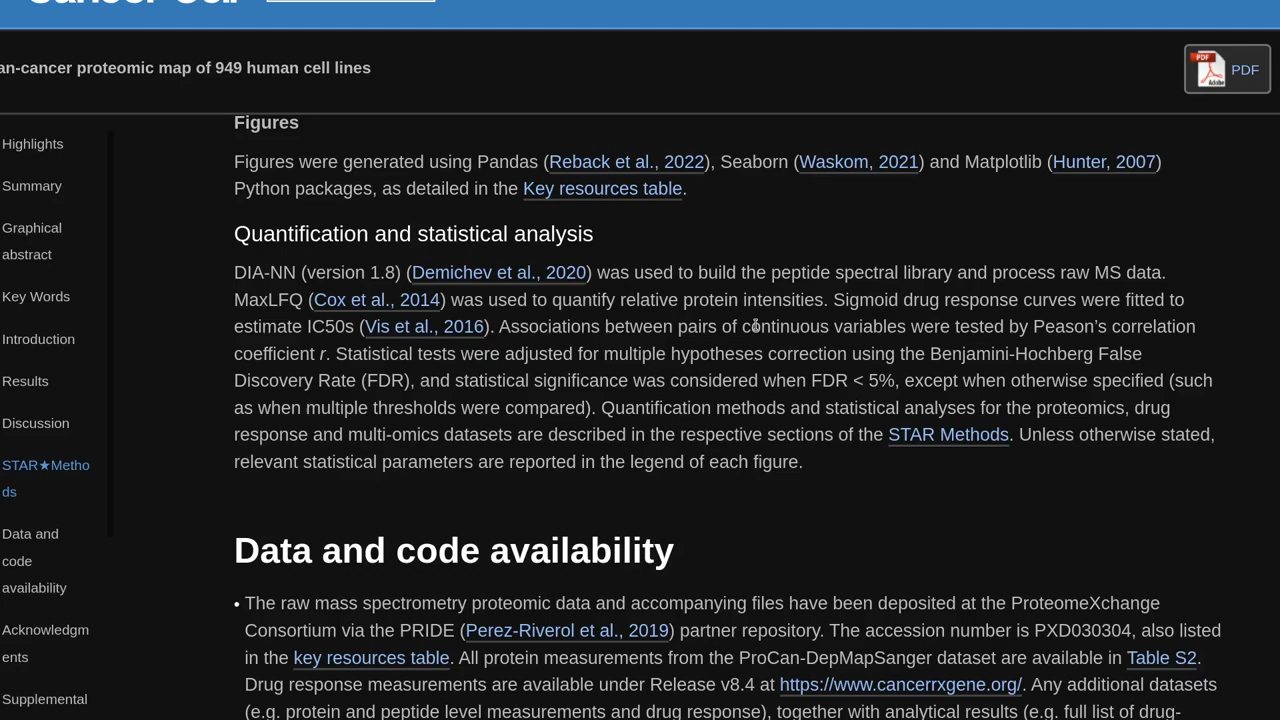 an-cancer proteomic map of 949 human cell lines
PDF
Highlights
Summary
Graphical
abstract
Key Words
Introduction
Results
Discussion
STAR★Metho
ds
Data and
code
availability
Acknowledgm
ents
Supplemental
Figures
Figures were generated using Pandas (Reback et al., 2022), Seaborn (Waskom, 2021) and Matplotlib (Hunter, 2007)
Python packages, as detailed in the Key resources table.
Quantification and statistical analysis
DIA-NN (version 1.8) (Demichev et al., 2020) was used to build the peptide spectral library and process raw MS data.
MaxLFQ (Cox et al., 2014) was used to quantify relative protein intensities. Sigmoid drug response curves were fitted to
estimate IC50s (Vis et al., 2016). Associations between pairs of continuous variables were tested by Peason’s correlation
coefficient r. Statistical tests were adjusted for multiple hypotheses correction using the Benjamini-Hochberg False
Discovery Rate (FDR), and statistical significance was considered when FDR < 5%, except when otherwise specified (such
as when multiple thresholds were compared). Quantification methods and statistical analyses for the proteomics, drug
response and multi-omics datasets are described in the respective sections of the STAR Methods. Unless otherwise stated,
relevant statistical parameters are reported in the legend of each figure.
Data and code availability
• The raw mass spectrometry proteomic data and accompanying files have been deposited at the ProteomeXchange
Consortium via the PRIDE (Perez-Riverol et al., 2019) partner repository. The accession number is PXD030304, also listed
in the key resources table. All protein measurements from the ProCan-DepMapSanger dataset are available in Table S2.
Drug response measurements are available under Release v8.4 at https://www.cancerrxgene.org/. Any additional datasets
(e.g. protein and peptide level measurements and drug response), together with analytical results (e.g. full list of drug-